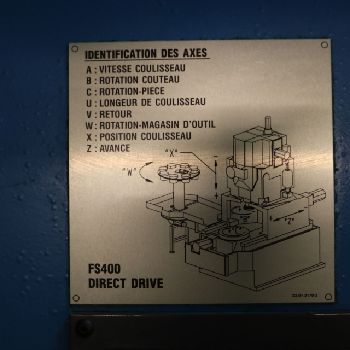 IDENTIFICATION DES AXES
A : VITESSE COULISSEAU
B : ROTATION COUTEAU
C : ROTATION-PIECE
U : LONGEUR DE COULISSEAU
V : RETOUR
W : ROTATION-MAGASIN D'OUTIL
X : POSITION COULISSEAU
Z : AVANCE
"X"
"W"
"Z"
FS400
DIRECT DRIVE